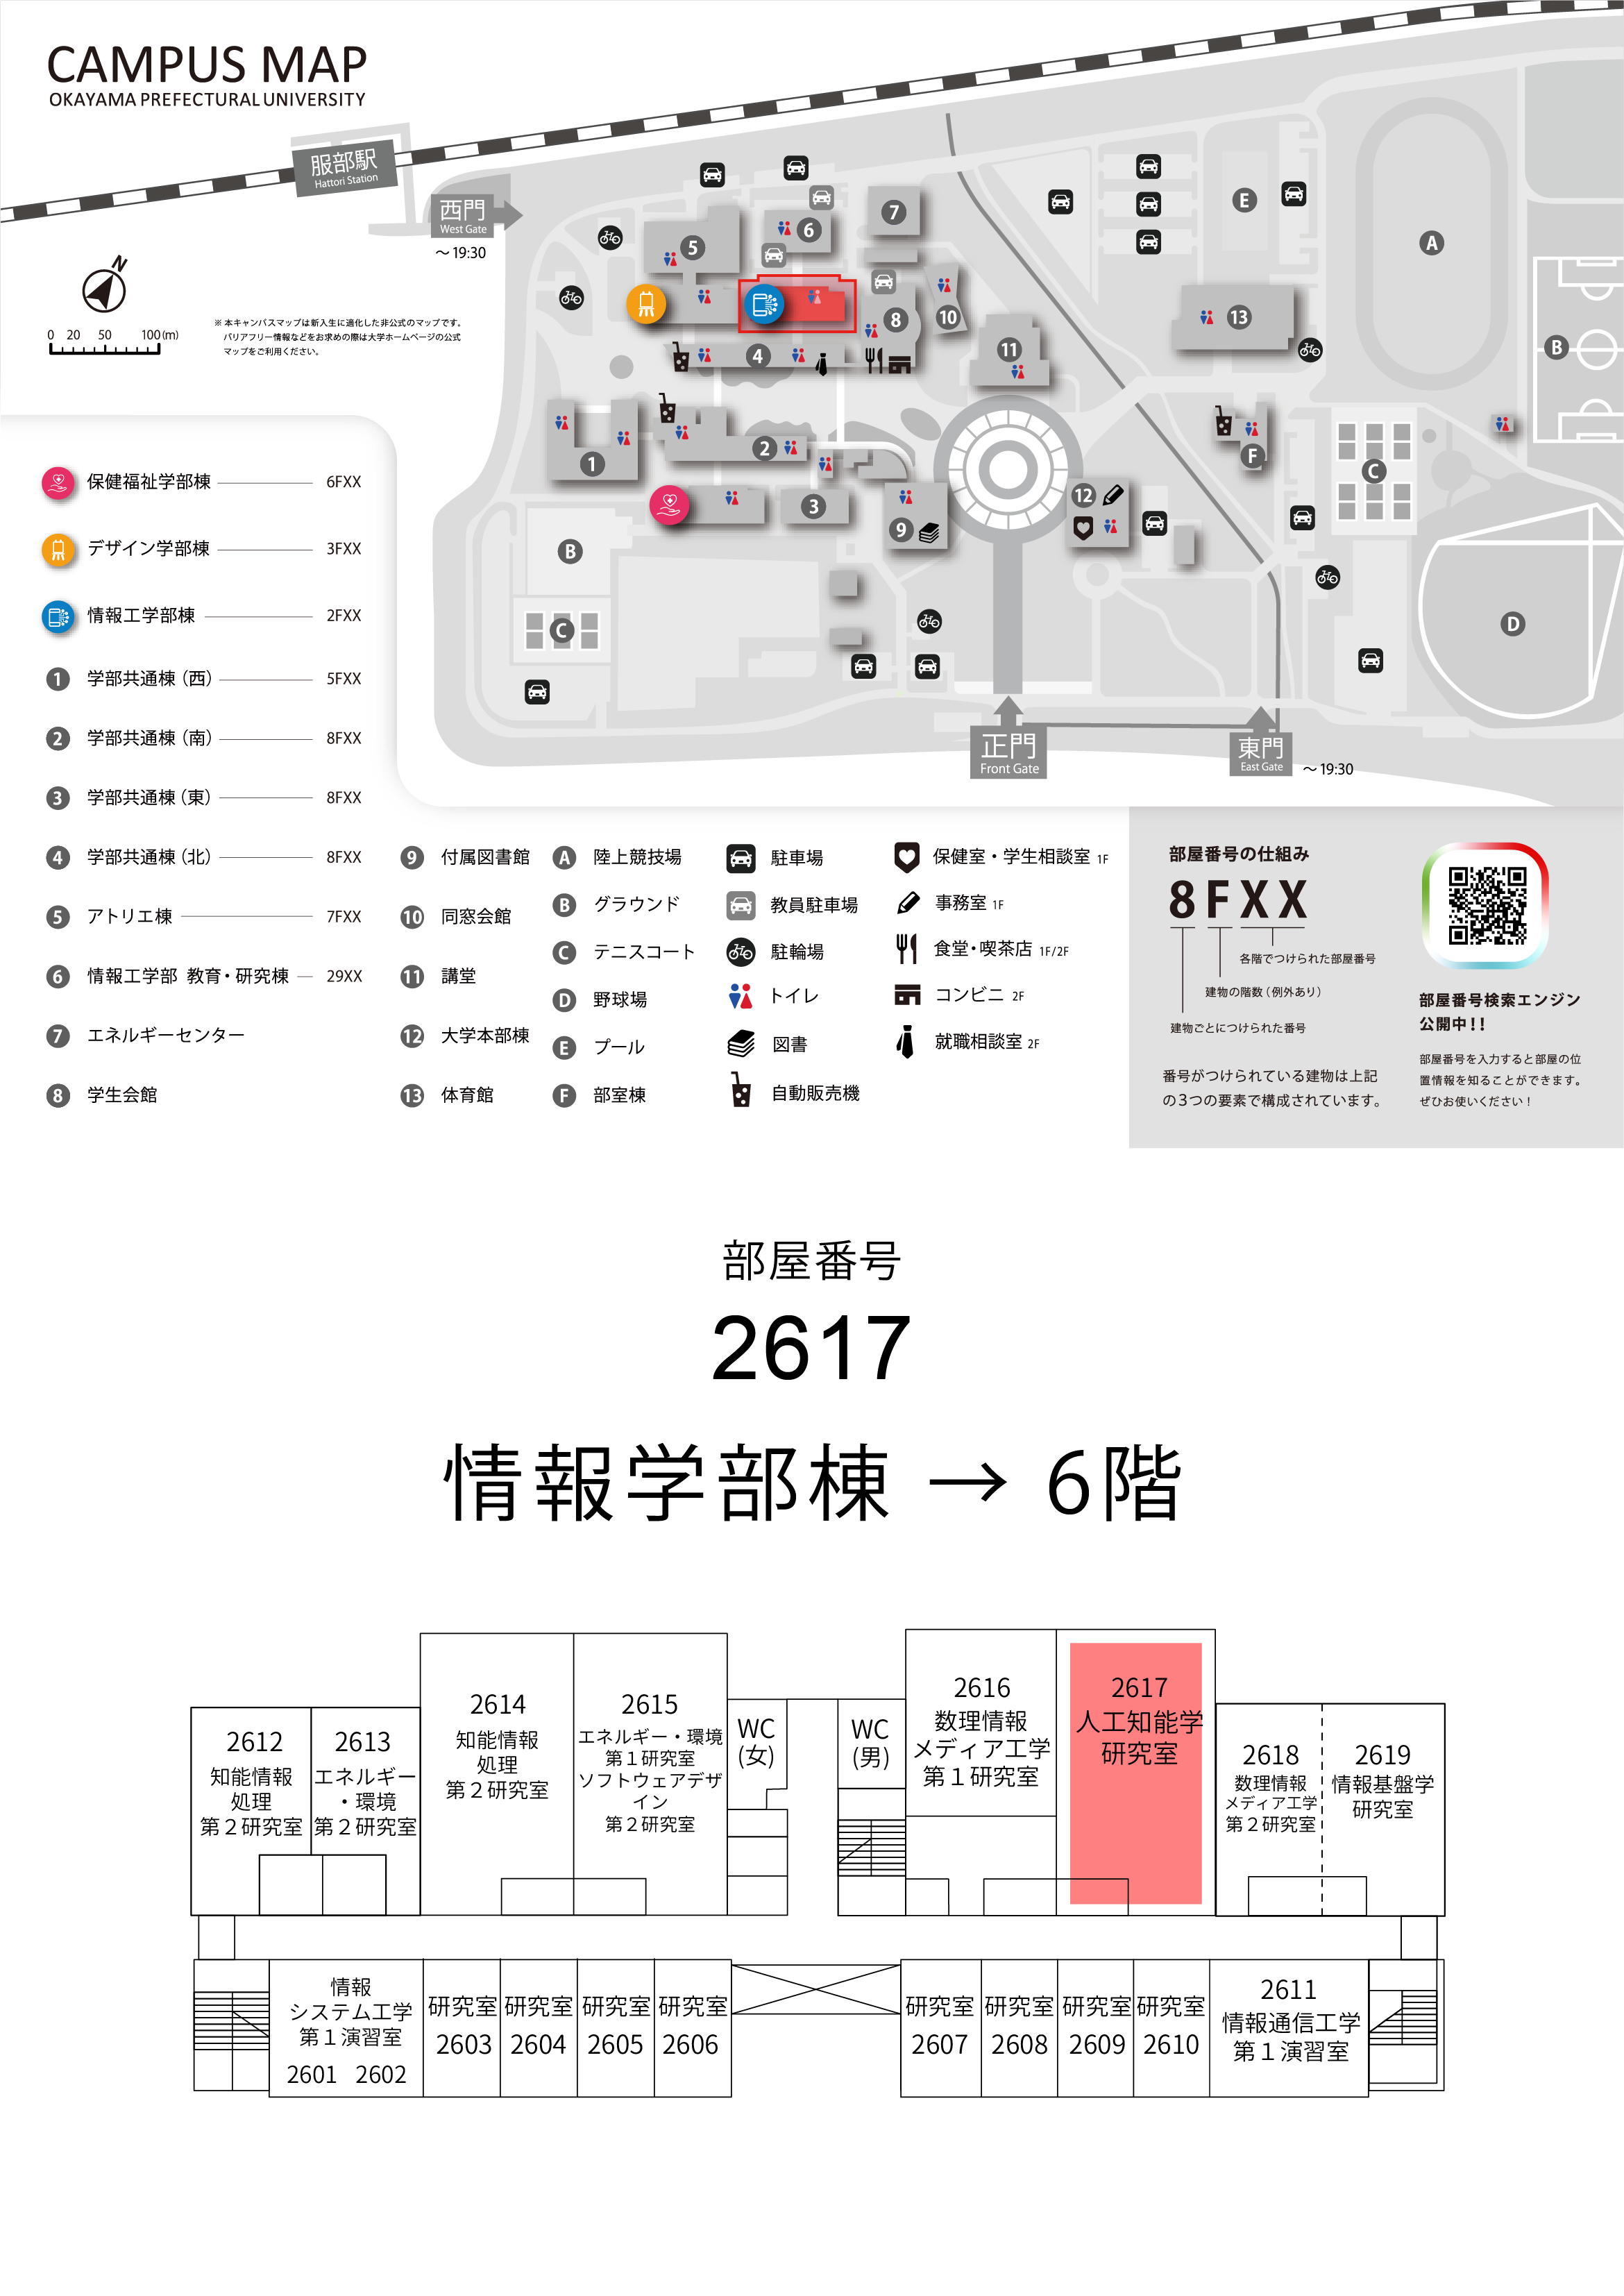 CAMPUS MAP
OKAYAMA PREFECTURAL UNIVERSITY
服部駅
Hattori Station
西門
West Gate
～19:30
N
0 20 50 100(m)
※ 本キャンパスマップは新入生に適化した非公式のマップです。
バリアフリー情報などをお求めの際は大学ホームページの公式
マップをご利用ください。
7
6
5
E
A
8
10
13
11
4
B
2
1
F
C
3
12
9
B
C
D
正門
Front Gate
東門
East Gate
～19:30
保健福祉学部棟 6FXX
デザイン学部棟 3FXX
情報工学部棟 2FXX
1 学部共通棟（西） 5FXX
2 学部共通棟（南） 8FXX
3 学部共通棟（東） 8FXX
4 学部共通棟（北） 8FXX
5 アトリエ棟 7FXX
6 情報工学部 教育・研究棟 29XX
7 エネルギーセンター
8 学生会館
9 付属図書館
10 同窓会館
11 講堂
12 大学本部棟
13 体育館
A 陸上競技場
B グラウンド
C テニスコート
D 野球場
E プール
F 部室棟
駐車場
教員駐車場
駐輪場
トイレ
図書
自動販売機
保健室・学生相談室 1F
事務室 1F
食堂・喫茶店 1F/2F
コンビニ 2F
就職相談室 2F
部屋番号の仕組み
8FXX
各階でつけられた部屋番号
建物の階数（例外あり）
建物ごとにつけられた番号
番号がつけられている建物は上記
の3つの要素で構成されています。
部屋番号検索エンジン
公開中！！
部屋番号を入力すると部屋の位
置情報を知ることができます。
ぜひお使いください！
部屋番号
2617
情報学部棟 → 6階
2612
知能情報
処理
第２研究室
2613
エネルギー
・環境
第２研究室
2614
知能情報
処理
第２研究室
2615
エネルギー・環境
第１研究室
ソフトウェアデザ
イン
第２研究室
WC
(女)
WC
(男)
2616
数理情報
メディア工学
第１研究室
2617
人工知能学
研究室
2618
数理情報
メディア工学
第２研究室
2619
情報基盤学
研究室
情報
システム工学
第１演習室
2601 2602
研究室
2603
研究室
2604
研究室
2605
研究室
2606
研究室
2607
研究室
2608
研究室
2609
研究室
2610
2611
情報通信工学
第１演習室